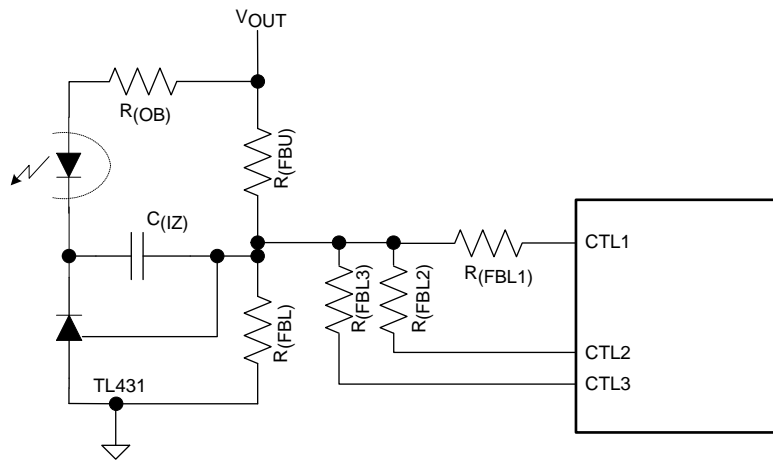 VOUT
R(OB)
R(FBU)
C(IZ)
CTL1
R(FBL1)
R(FBL3)
R(FBL2)
R(FBL)
CTL2
CTL3
TL431